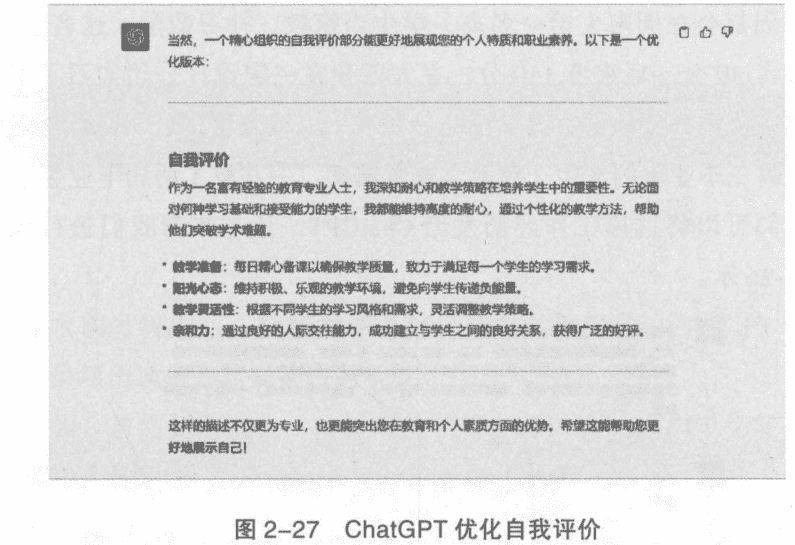 当然，一个精心组织的自我评价部分能更好地展现您的个人特质和职业素养。以下是一个优
化版本：
自我评价
作为一名富有经验的教育专业人士，我深知耐心和教学策略在培养学生中的重要性。无论面
对何种学习基础和接受能力的学生，我都能维持高度的耐心，通过个性化的教学方法，帮助
他们突破学术难题。
• 教学准备：每日精心备课以确保教学质量，致力于满足每一个学生的学习需求。
• 阳光心态：维持积极、乐观的教学环境，避免向学生传递负能量。
• 教学灵活性：根据不同学生的学习风格和需求，灵活调整教学策略。
• 亲和力：通过良好的人际交往能力，成功建立与学生之间的良好关系，获得广泛的好评。
这样的描述不仅更为专业，也更能突出您在教育和个人素质方面的优势。希望这能帮助您更
好地展示自己！
图 2-27 ChatGPT 优化自我评价